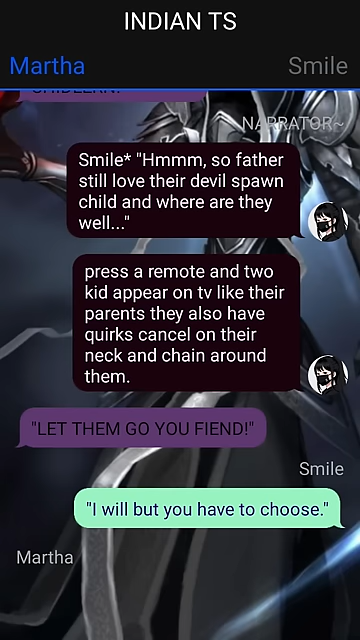 INDIAN TS
Martha
Smile
CHIDLERN!"
NARRATOR~
Smile* "Hmmm, so father
still love their devil spawn
child and where are they
well..."
press a remote and two
kid appear on tv like their
parents they also have
quirks cancel on their
neck and chain around
them.
"LET THEM GO YOU FIEND!"
Smile
"I will but you have to choose."
Martha